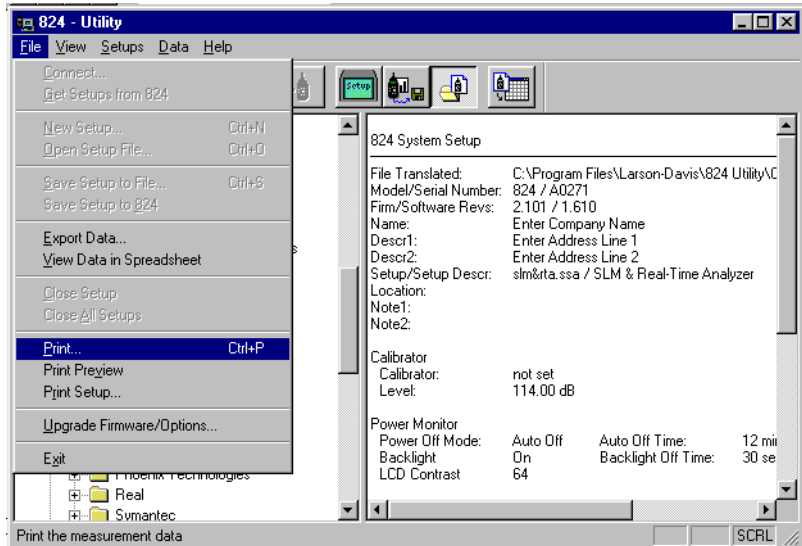 824 - Utility
File View Setups Data Help
Connect...
Get Setups from 824
New Setup... Ctrl+N
Open Setup File... Ctrl+O
Save Setup to File... Ctrl+S
Save Setup to 824
Export Data...
View Data in Spreadsheet
Close Setup
Close All Setups
Print... Ctrl+P
Print Preview
Print Setup...
Upgrade Firmware/Options...
Exit
Phoenix Technologies
Real
Symantec
Setup
824 System Setup
File Translated: C:\Program Files\Larson-Davis\824 Utility\
Model/Serial Number: 824 / A0271
Firm/Software Revs: 2.101 / 1.610
Name: Enter Company Name
Descr1: Enter Address Line 1
Descr2: Enter Address Line 2
Setup/Setup Descr: slm&rta.ssa / SLM & Real-Time Analyzer
Location:
Note1:
Note2:
Calibrator
Calibrator: not set
Level: 114.00 dB
Power Monitor
Power Off Mode: Auto Off Auto Off Time: 12 mi
Backlight On Backlight Off Time: 30 se
LCD Contrast 64
Print the measurement data
SCRL